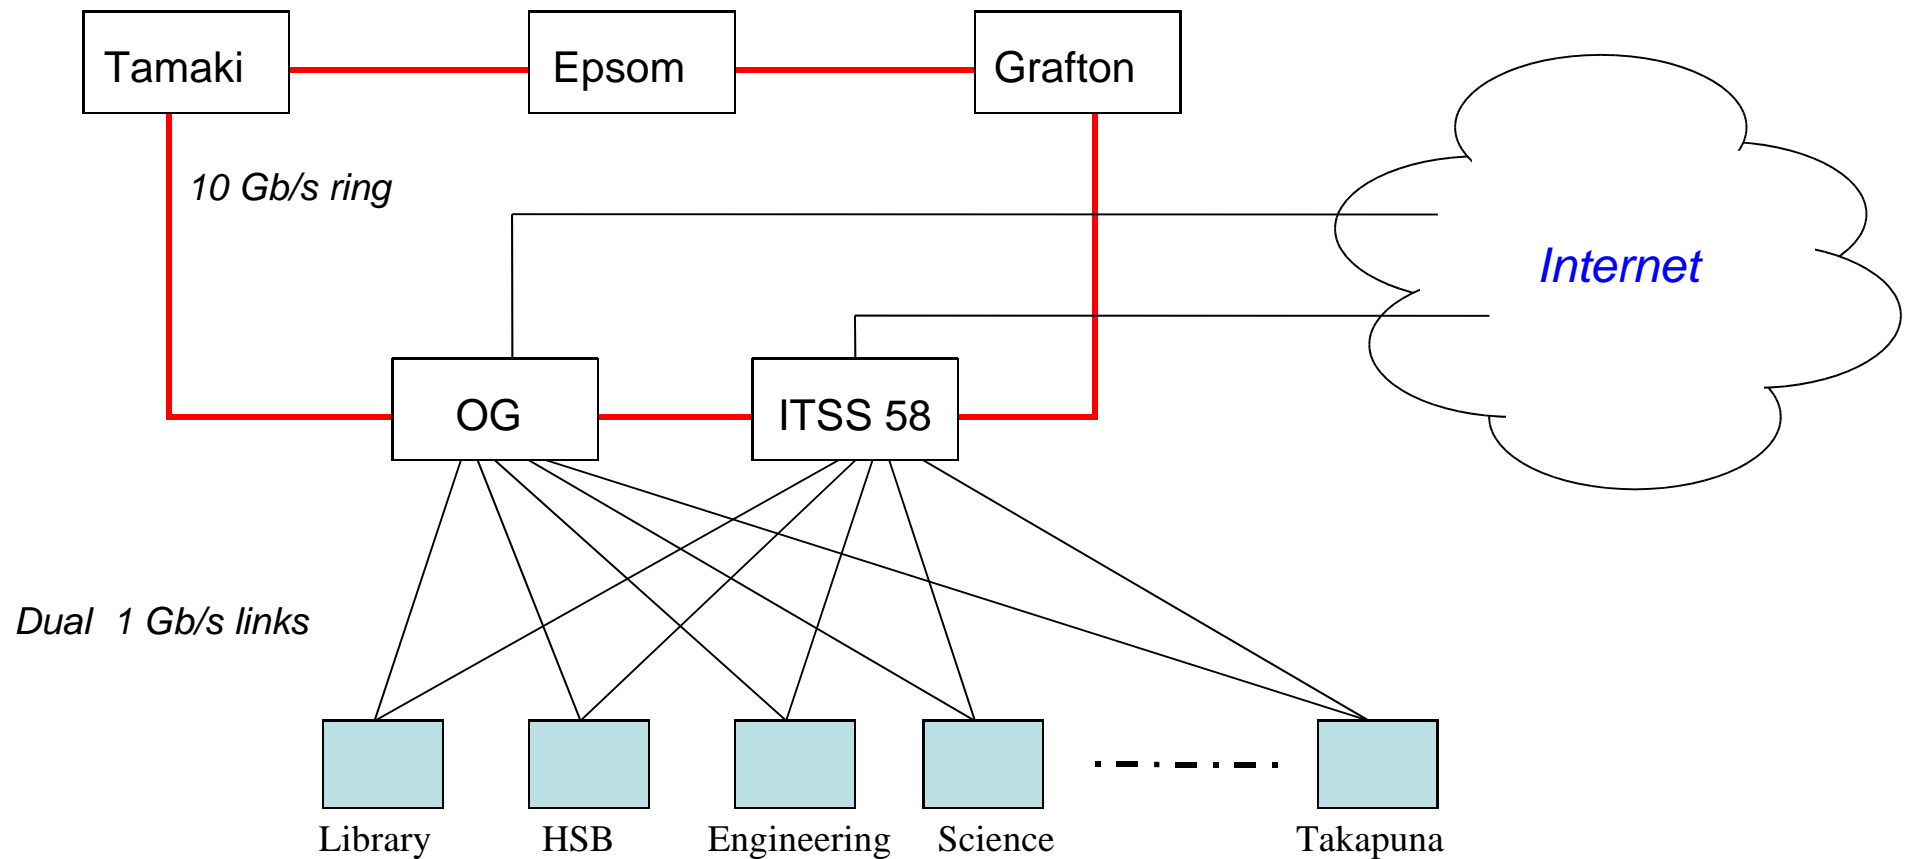 Tamaki
Epsom
Grafton
10 Gb/s ring
Internet
OG
ITSS 58
Dual 1 Gb/s links
Library
HSB
Engineering
Science
Takapuna